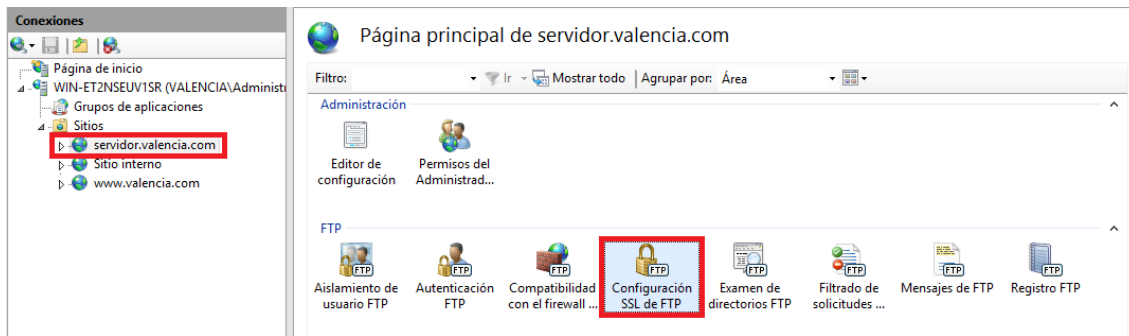 Conexiones
Página de inicio
WIN-ET2NSEUV1SR (VALENCIA\Administr
Grupos de aplicaciones
Sitios
servidor.valencia.com
Sitio interno
www.valencia.com
Página principal de servidor.valencia.com
Filtro: Ir Mostrar todo Agrupar por: Área
Administración
Editor de
configuración
Permisos del
Administrad...
FTP
FTP
Aislamiento de
usuario FTP
FTP
Autenticación
FTP
FTP
Compatibilidad
con el firewall ...
FTP
Configuración
SSL de FTP
FTP
Examen de
directorios FTP
FTP
Filtrado de
solicitudes ...
FTP
Mensajes de FTP
FTP
Registro FTP